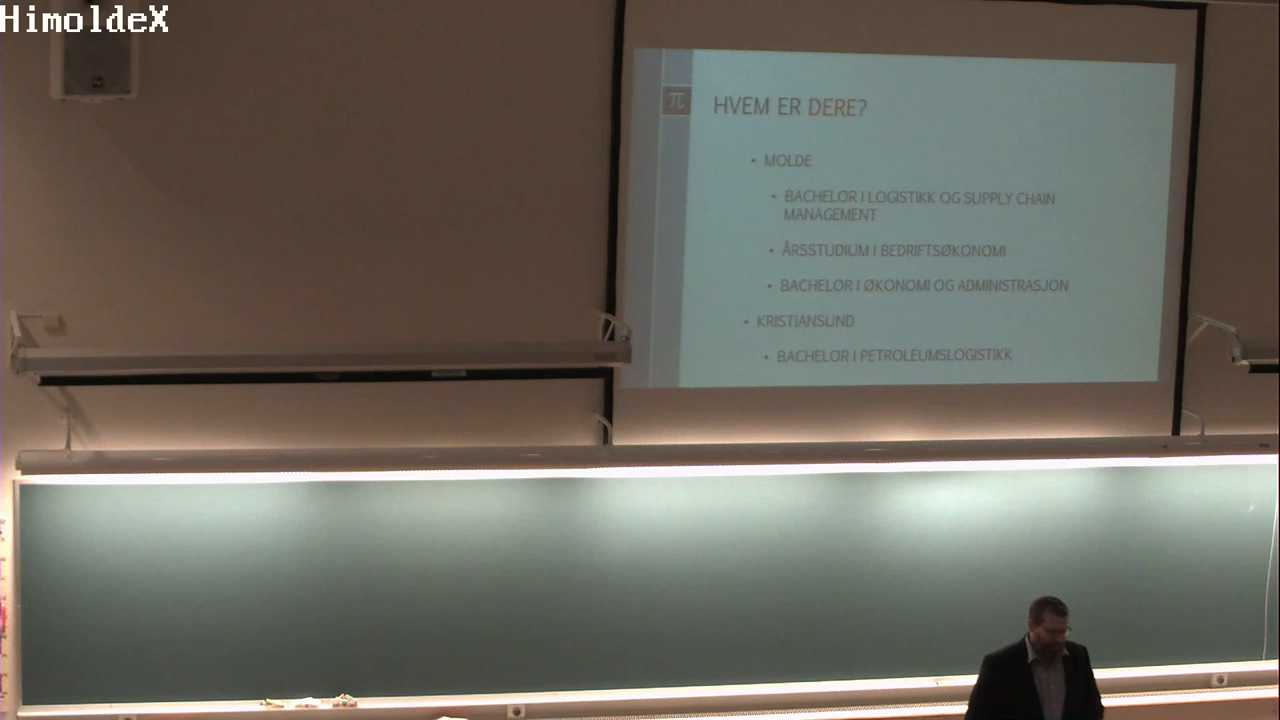 HimoldeX
π
HVEM ER DERE?
• MOLDE
• BACHELOR I LOGISTIKK OG SUPPLY CHAIN
MANAGEMENT
• ÅRSSTUDIUM I BEDRIFTSØKONOMI
• BACHELOR I ØKONOMI OG ADMINISTRASJON
• KRISTIANSUND
• BACHELOR I PETROLEUMSLOGISTIKK